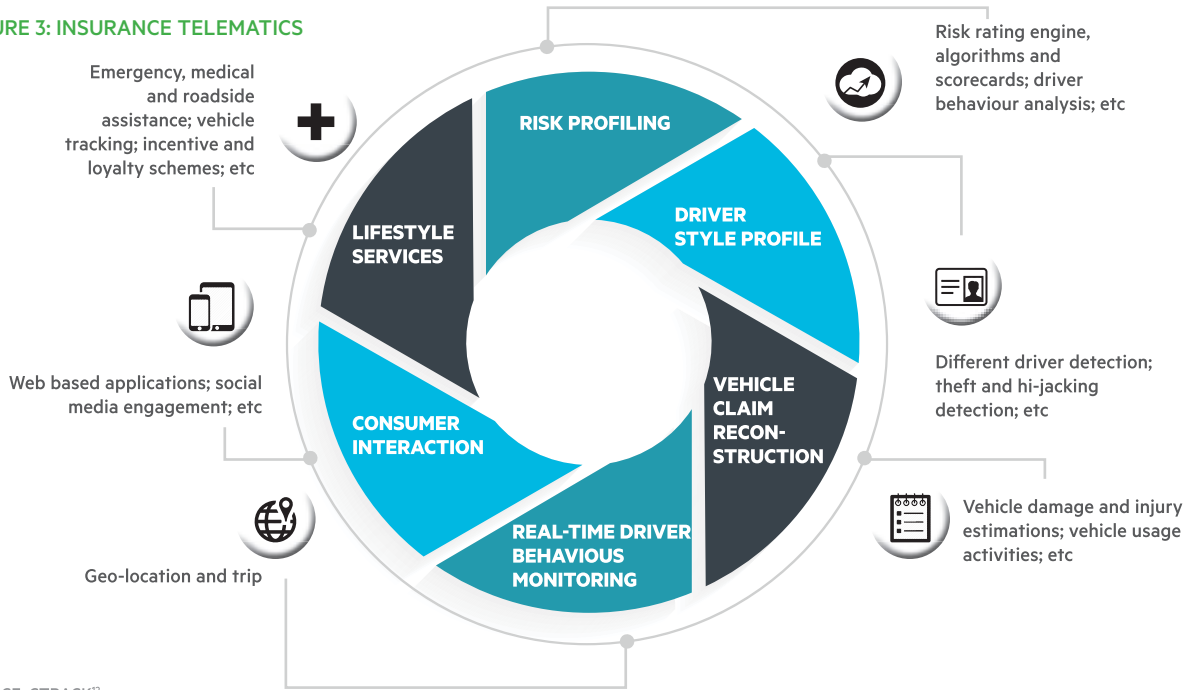 URE 3: INSURANCE TELEMATICS
Emergency, medical
and roadside
assistance; vehicle
tracking; incentive and
loyalty schemes; etc
Risk rating engine,
algorithms and
scorecards; driver
behaviour analysis; etc
RISK PROFILING
DRIVER
STYLE PROFILE
LIFESTYLE
SERVICES
Different driver detection;
theft and hi-jacking
detection; etc
Web based applications; social
media engagement; etc
VEHICLE
CLAIM
RECON-
STRUCTION
CONSUMER
INTERACTION
Vehicle damage and injury
estimations; vehicle usage
activities; etc
REAL-TIME DRIVER
BEHAVIOUS
MONITORING
Geo-location and trip